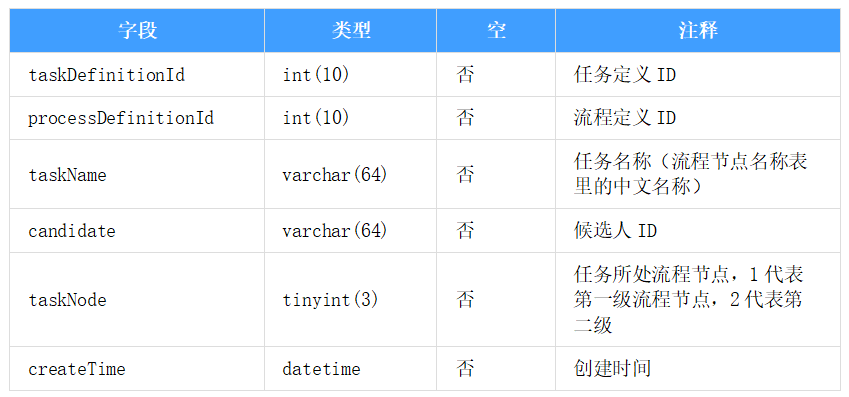 字段 类型 空 注释
taskDefinitionId int(10) 否 任务定义 ID
processDefinitionId int(10) 否 流程定义 ID
taskName varchar(64) 否 任务名称（流程节点名称表
里的中文名称）
candidate varchar(64) 否 候选人 ID
taskNode tinyint(3) 否 任务所处流程节点，1 代表
第一级流程节点，2 代表第
二级
createTime datetime 否 创建时间